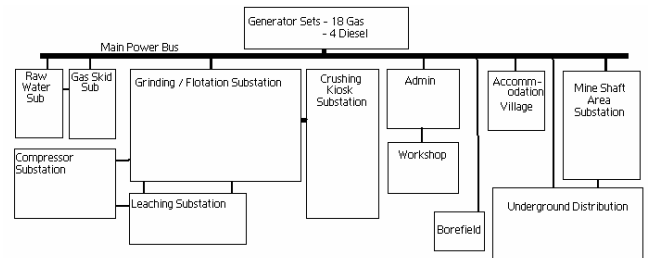 Generator Sets - 18 Gas
- 4 Diesel
Main Power Bus
Raw
Water
Sub
Gas Skid
Sub
Grinding / Flotation Substation
Crushing
Kiosk
Substation
Admin
Accomm-
odation
Village
Mine Shaft
Area
Substation
Compressor
Substation
Workshop
Leaching Substation
Borefield
Underground Distribution